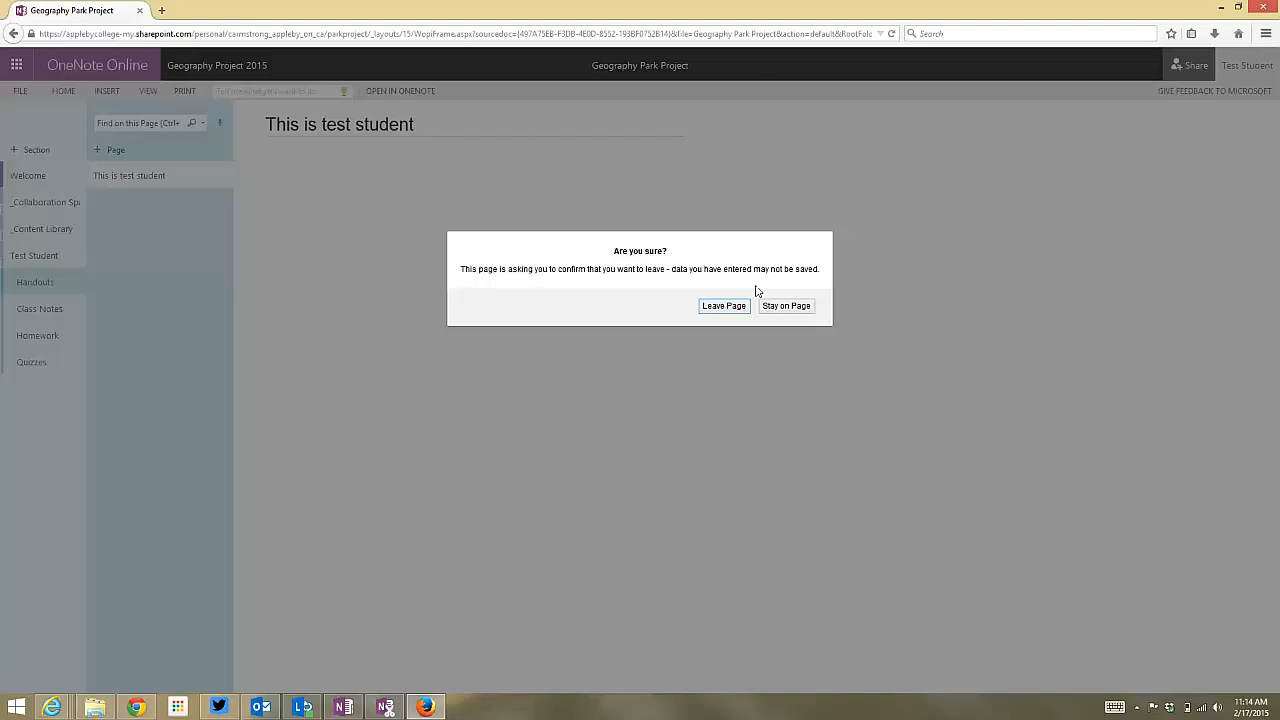 Geography Park Project
https://applebycollege-my.sharepoint.com/personal/carmstrong_appleby_on_ca/parkproject/_layouts/15/WopiFrame.aspx?sourcedoc={497A75EB-F3DB-4E0D-8552-193BF0752B14}&file=Geography Park Project&action=default&RootFolc
Search
OneNote Online
Geography Project 2015
Geography Park Project
Share
Test Student
FILE
HOME
INSERT
VIEW
PRINT
OPEN IN ONENOTE
GIVE FEEDBACK TO MICROSOFT
Find on this Page (Ctrl+
This is test student
+ Section
+ Page
Welcome
This is test student
_Collaboration Spa
_Content Library
Test Student
Handouts
Class Notes
Homework
Quizzes
Are you sure?
This page is asking you to confirm that you want to leave - data you have entered may not be saved.
Leave Page
Stay on Page
11:14 AM
2/17/2015